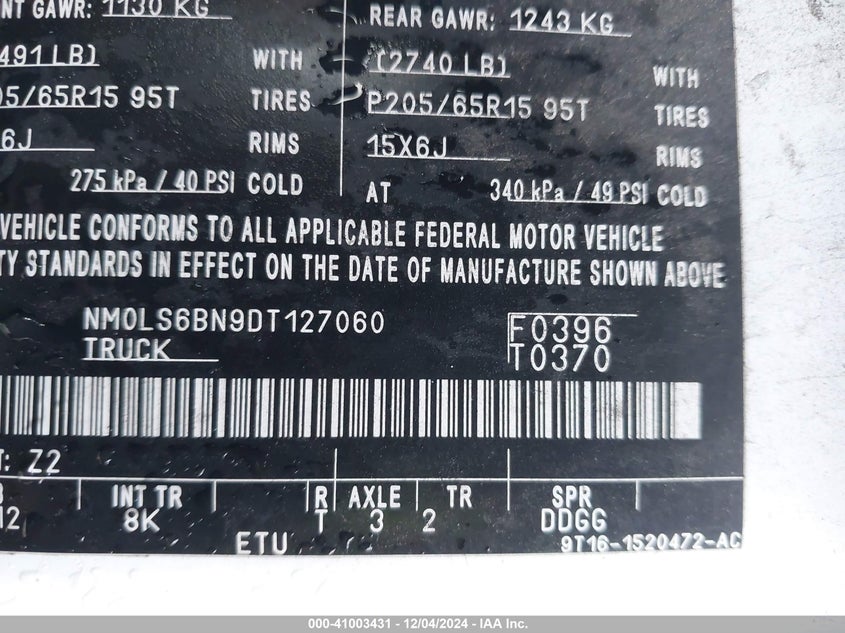 NT GAWR: 1130 KG
REAR GAWR: 1243 KG
491 LB) WITH
(2740 LB) WITH
05/65R15 95T TIRES
P205/65R15 95T TIRES
6J RIMS
15X6J RIMS
275 kPa / 40 PSI COLD
AT 340 kPa / 49 PSI COLD
VEHICLE CONFORMS TO ALL APPLICABLE FEDERAL MOTOR VEHICLE
TY STANDARDS IN EFFECT ON THE DATE OF MANUFACTURE SHOWN ABOVE
NM0LS6BN9DT127060 F0396
TRUCK T0370
T: Z2
INT TR R AXLE TR SPR
12 8K T 3 2 DDGG
ETU 9T16-1520472-AC
000-41003431 - 12/04/2024 - IAA Inc.